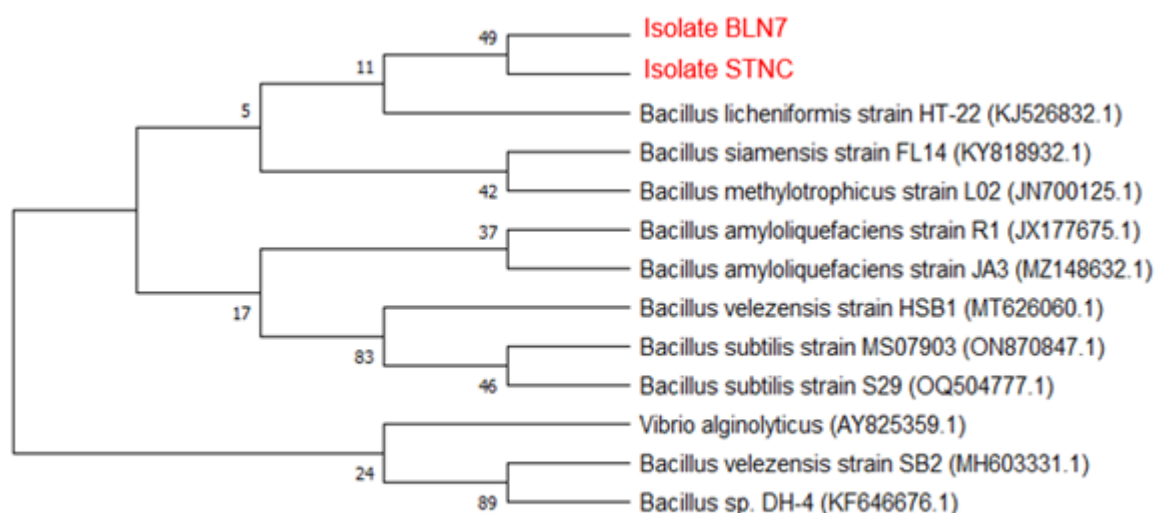 Isolate BLN7
49
Isolate STNC
11
Bacillus licheniformis strain HT-22 (KJ526832.1)
5
Bacillus siamensis strain FL14 (KY818932.1)
42
Bacillus methylotrophicus strain L02 (JN700125.1)
37
Bacillus amyloliquefaciens strain R1 (JX177675.1)
Bacillus amyloliquefaciens strain JA3 (MZ148632.1)
17
Bacillus velezensis strain HSB1 (MT626060.1)
83
Bacillus subtilis strain MS07903 (ON870847.1)
46
Bacillus subtilis strain S29 (OQ504777.1)
Vibrio alginolyticus (AY825359.1)
24
Bacillus velezensis strain SB2 (MH603331.1)
89
Bacillus sp. DH-4 (KF646676.1)